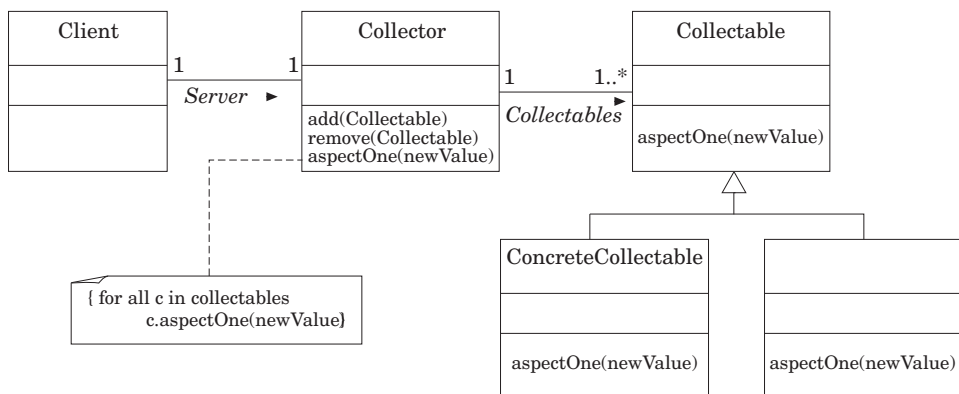 Client
Collector
Collectable
1
1
Server
1
1..*
Collectables
add(Collectable)
remove(Collectable)
aspectOne(newValue)
aspectOne(newValue)
{ for all c in collectables
c.aspectOne(newValue}
ConcreteCollectable
aspectOne(newValue)
aspectOne(newValue)